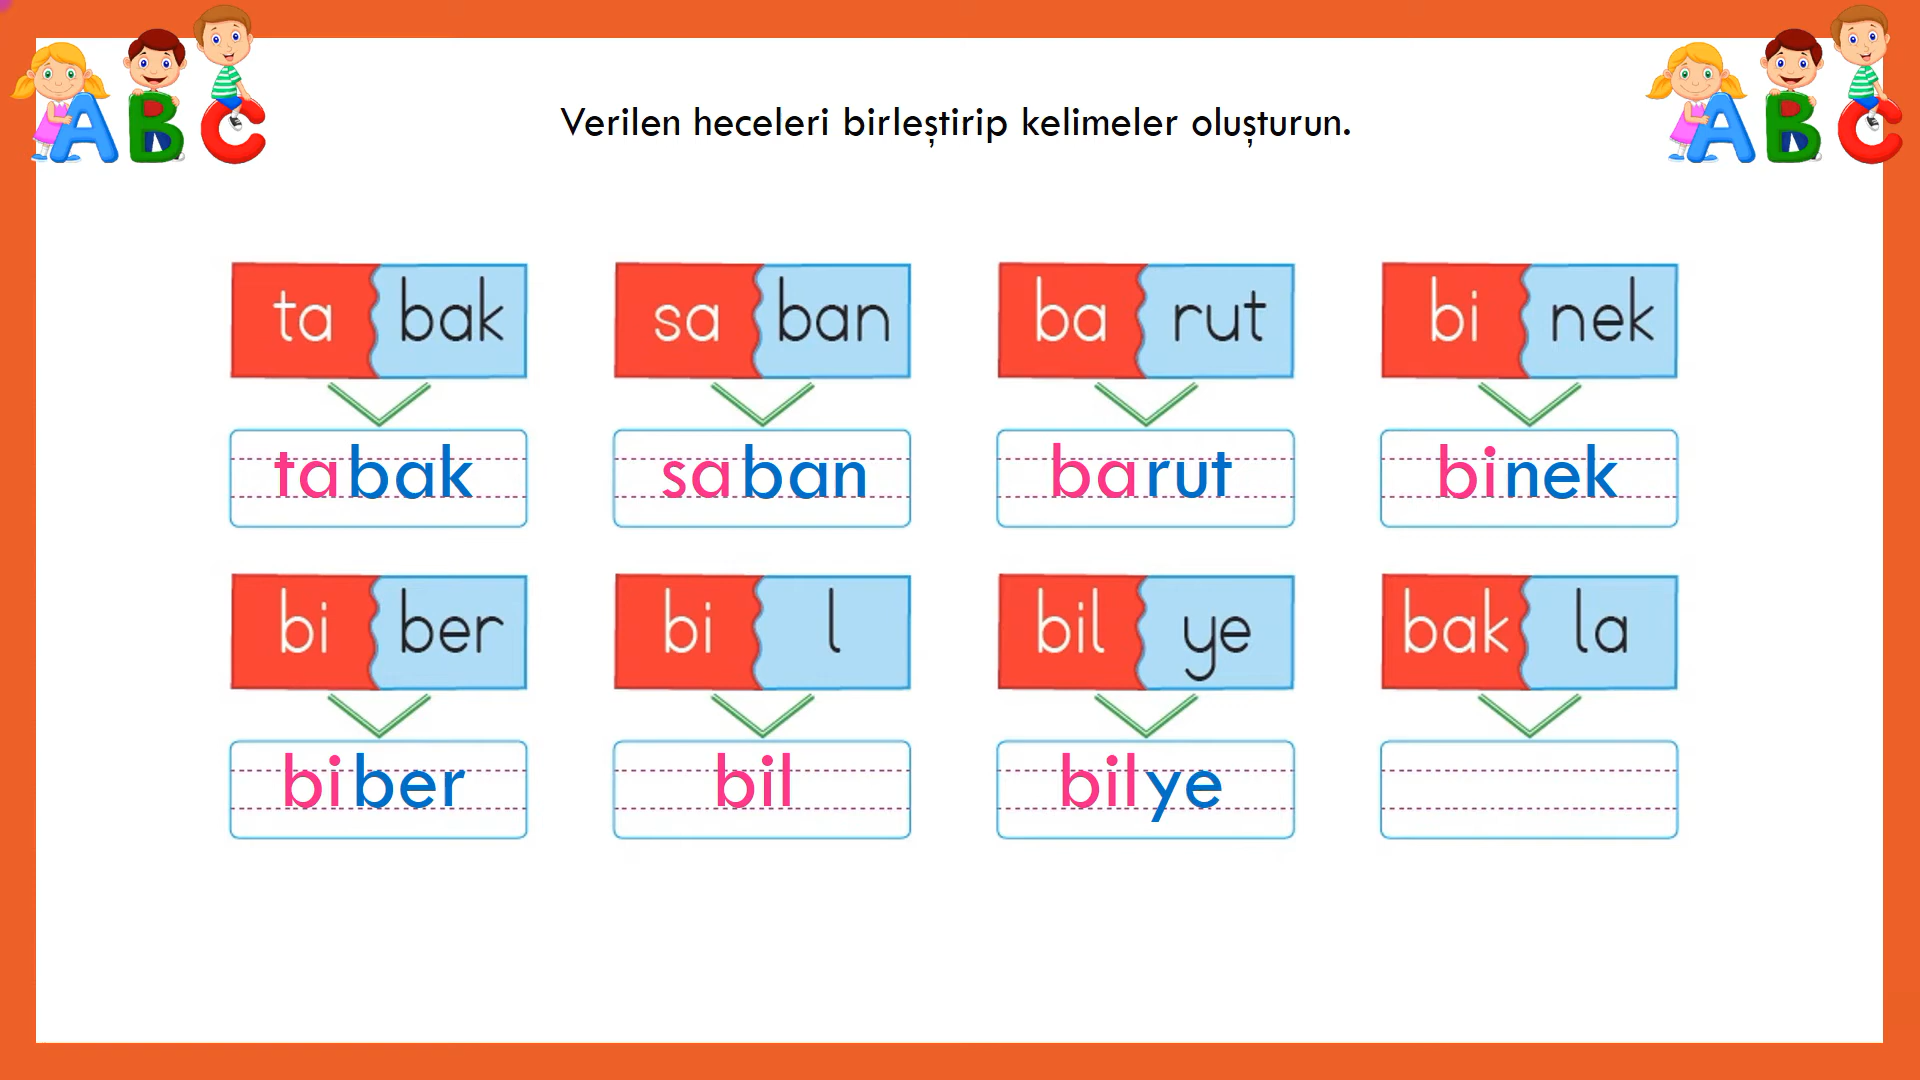 A B C
A B C
Verilen heceleri birleştirip kelimeler oluşturun.
ta bak
sa ban
ba rut
bi nek
tabak
saban
barut
binek
bi ber
bi l
bil ye
bak la
biber
bil
bilye